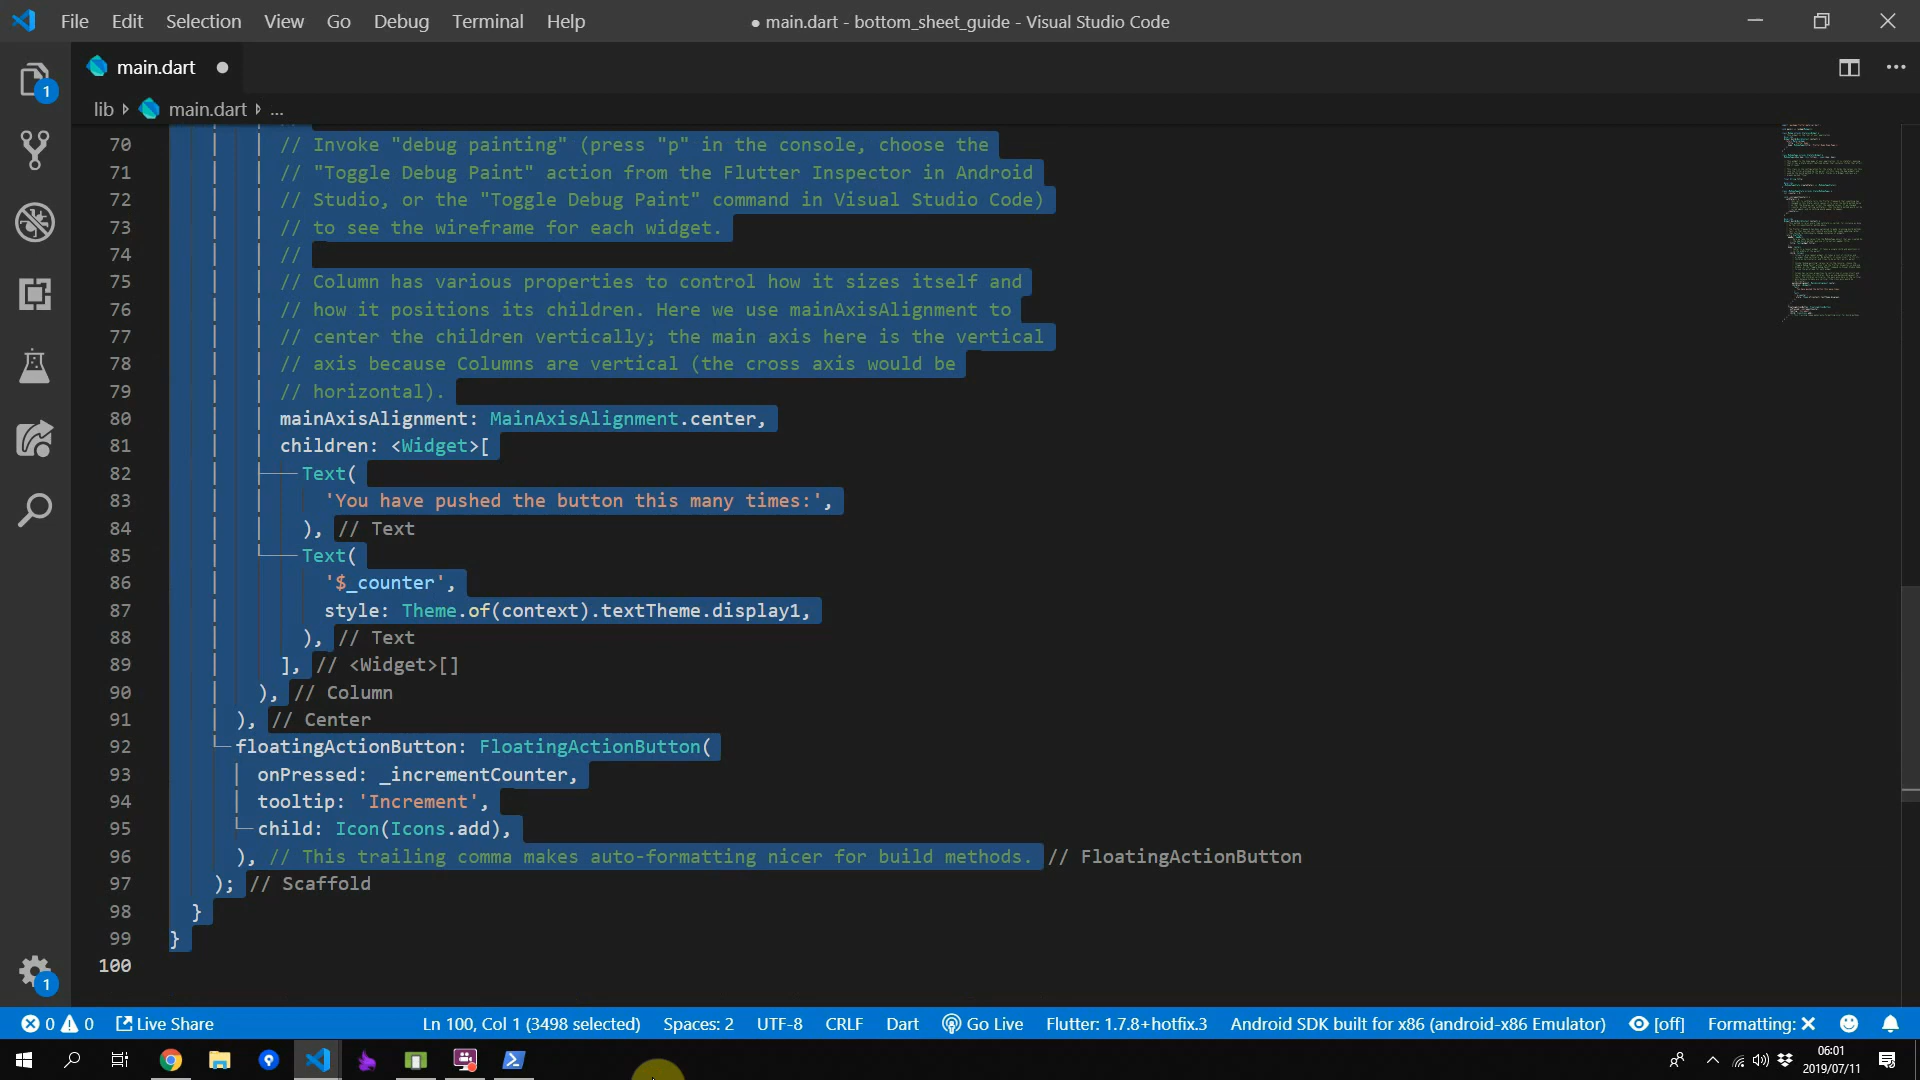 File Edit Selection View Go Debug Terminal Help
● main.dart - bottom_sheet_guide - Visual Studio Code
main.dart ●
lib main.dart ...
1
70 // Invoke "debug painting" (press "p" in the console, choose the
71 // "Toggle Debug Paint" action from the Flutter Inspector in Android
72 // Studio, or the "Toggle Debug Paint" command in Visual Studio Code)
73 // to see the wireframe for each widget.
74 //
75 // Column has various properties to control how it sizes itself and
76 // how it positions its children. Here we use mainAxisAlignment to
77 // center the children vertically; the main axis here is the vertical
78 // axis because Columns are vertical (the cross axis would be
79 // horizontal).
80 mainAxisAlignment: MainAxisAlignment.center,
81 children: <Widget>[
82 Text(
83 'You have pushed the button this many times:',
84 ), // Text
85 Text(
86 '$_counter',
87 style: Theme.of(context).textTheme.display1,
88 ), // Text
89 ], // <Widget>[]
90 ), // Column
91 ), // Center
92 floatingActionButton: FloatingActionButton(
93 onPressed: _incrementCounter,
94 tooltip: 'Increment',
95 child: Icon(Icons.add),
96 ), // This trailing comma makes auto-formatting nicer for build methods. // FloatingActionButton
97 ); // Scaffold
98 }
99 }
100
1
0 0 Live Share Ln 100, Col 1 (3498 selected) Spaces: 2 UTF-8 CRLF Dart Go Live Flutter: 1.7.8+hotfix.3 Android SDK built for x86 (android-x86 Emulator) [off] Formatting: ✕
06:01
2019/07/11